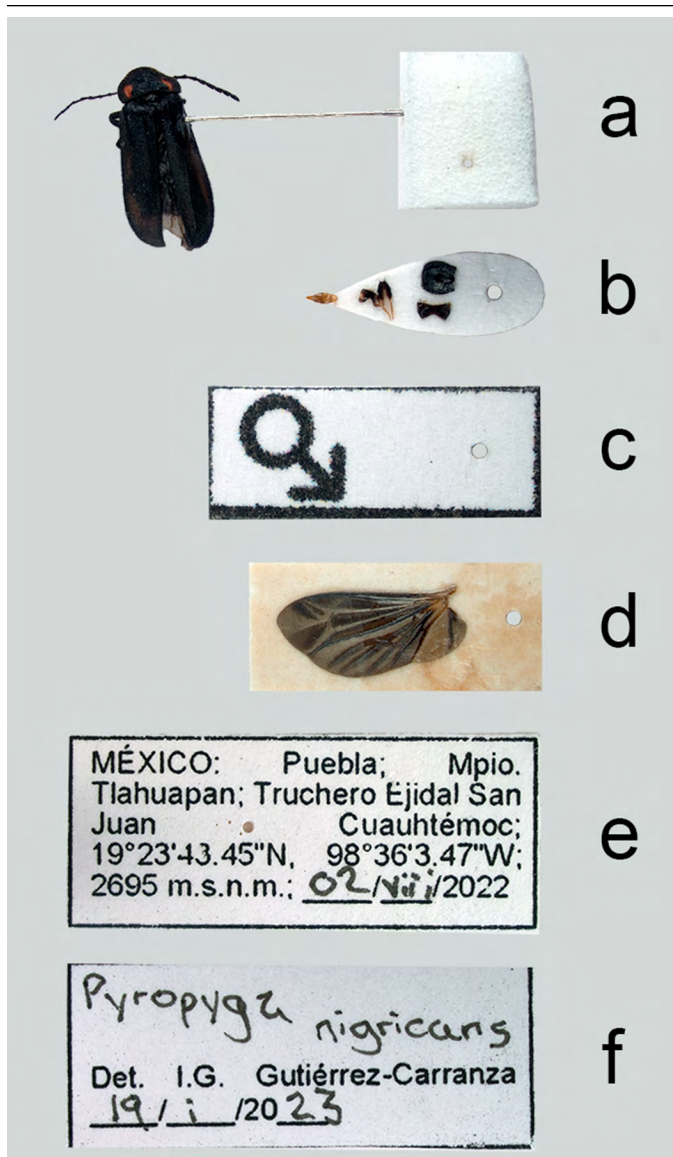 a
b
c
d
MÉXICO: Puebla; Mpio.
Tlahuapan; Truchero Ejidal San
Juan Cuauhtémoc;
19°23'43.45"N, 98°36'3.47"W;
2695 m.s.n.m.; 02/viii/2022
e
Pyropyga nigricans
Det. I.G. Gutiérrez-Carranza
19/i/2023
f